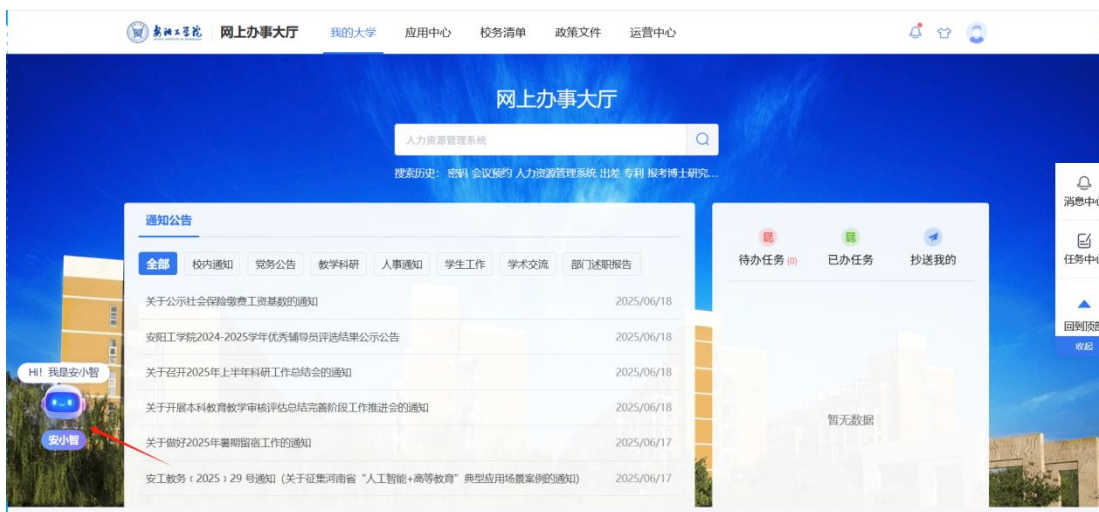 安阳工学院 网上办事大厅 我的大学 应用中心 校务清单 政策文件 运营中心
网上办事大厅
人力资源管理系统
搜索历史: 密码 会议预约 人力资源管理系统 出差 专利 报考博士研究...
消息中心
任务中心
回到顶部
收起
通知公告
全部 校内通知 党务公告 教学科研 人事通知 学生工作 学术交流 部门述职报告
关于公示社会保险缴费工资基数的通知 2025/06/18
安阳工学院2024-2025学年优秀辅导员评选结果公示公告 2025/06/18
关于召开2025年上半年科研工作总结会的通知 2025/06/18
关于开展本科教育教学审核评估总结完善阶段工作推进会的通知 2025/06/18
关于做好2025年暑期留宿工作的通知 2025/06/17
安工教务〔2025〕29 号通知（关于征集河南省“人工智能+高等教育”典型应用场景案例的通知） 2025/06/17
待办任务 (0) 已办任务 抄送我的
暂无数据
Hi！我是安小智
安小智